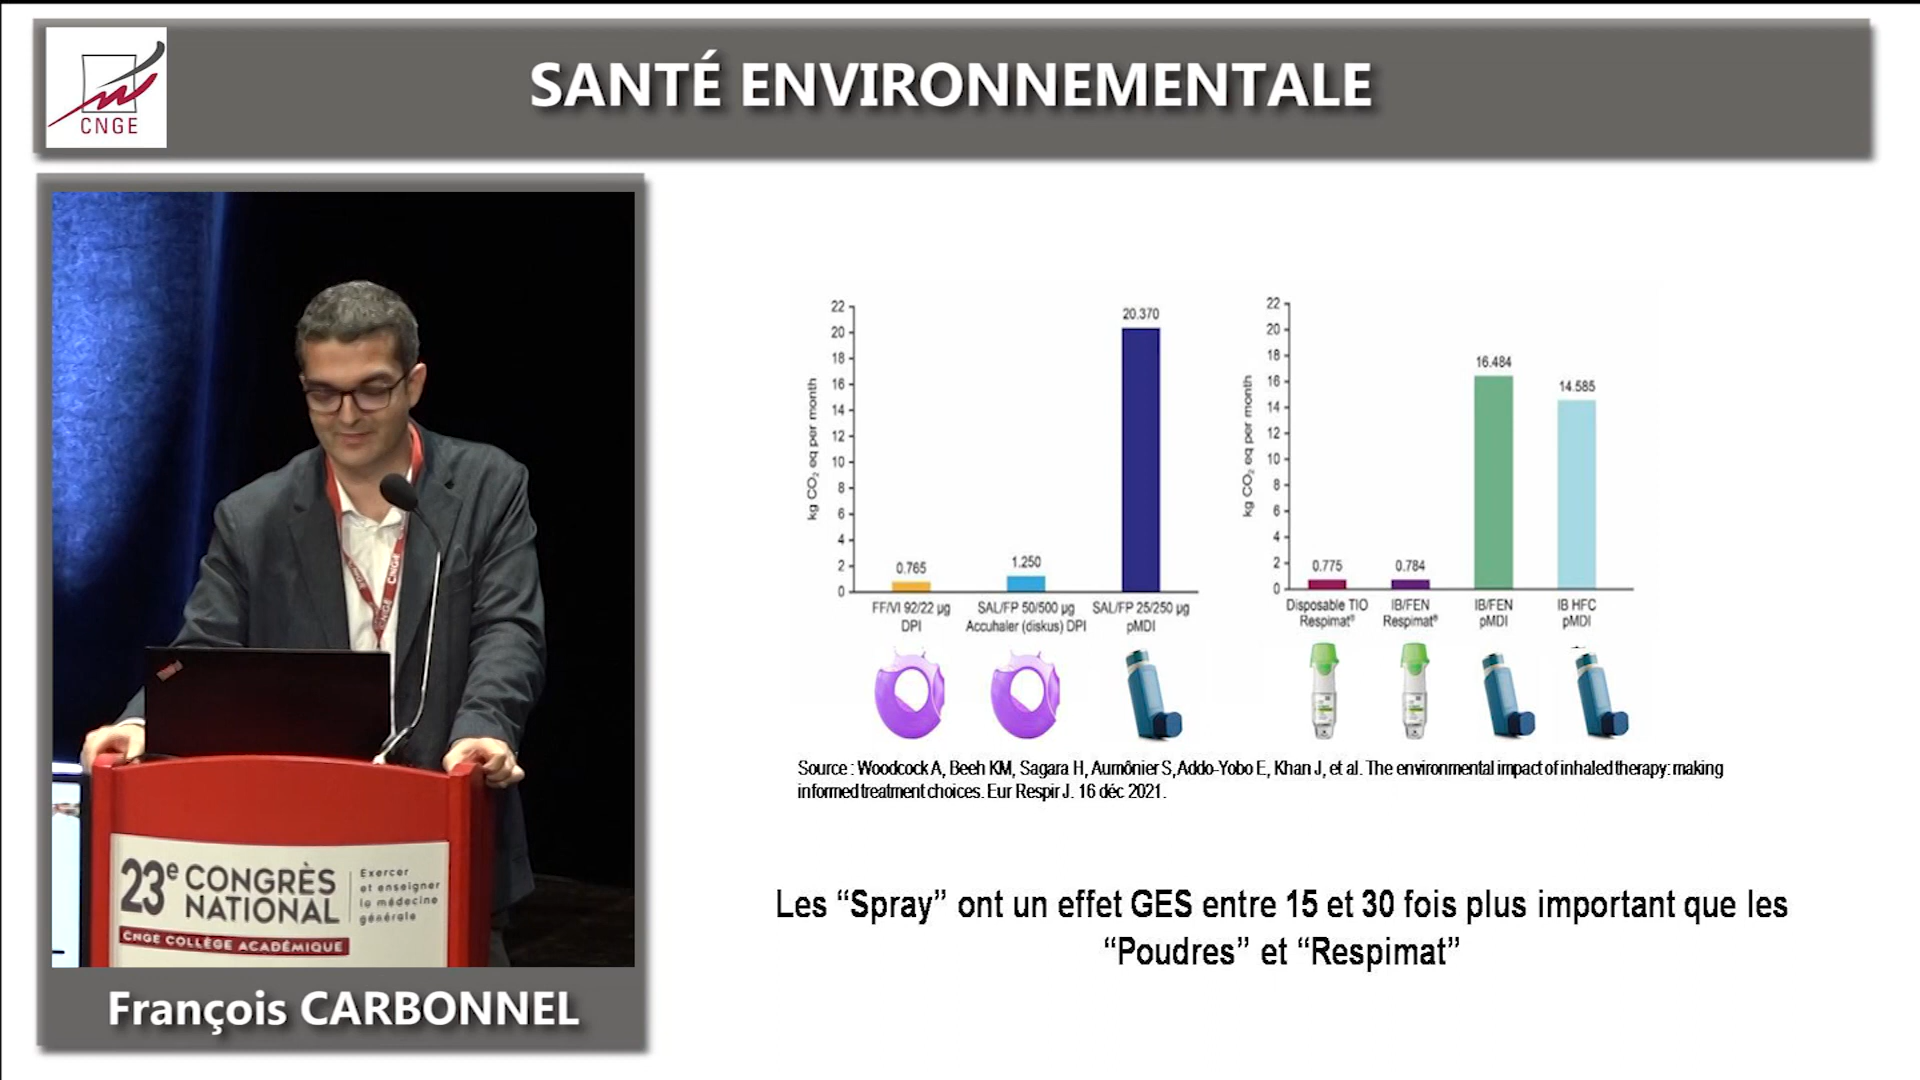 SANTÉ ENVIRONNEMENTALE
CNGE
22
20
18
16
14
12
10
8
6
4
2
0
kg CO₂ eq per month
0.765
1.250
20.370
FF/VI 92/22 µg
DPI
SAL/FP 50/500 µg
Accuhaler (diskus) DPI
SAL/FP 25/250 µg
pMDI
22
20
18
16
14
12
10
8
6
4
2
0
kg CO₂ eq per month
0.775
0.784
16.484
14.585
Disposable TIO
Respimat®
IB/FEN
Respimat®
IB/FEN
pMDI
IB HFC
pMDI
Source : Woodcock A, Beeh KM, Sagara H, Aumônier S, Addo-Yobo E, Khan J, et al. The environmental impact of inhaled therapy: making
informed treatment choices. Eur Respir J. 16 déc 2021.
Les “Spray” ont un effet GES entre 15 et 30 fois plus important que les
“Poudres” et “Respimat”
CNGE
CNGE
CNGE
23e CONGRÈS
NATIONAL
Exercer
et enseigner
la médecine
générale
CNGE COLLÈGE ACADÉMIQUE
François CARBONNEL